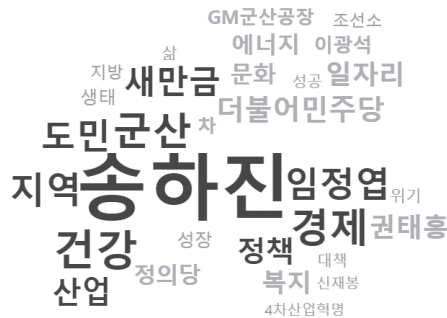 GM군산공장 조선소
에너지 이광석
삶
지방 새만금 문화 성공 일자리
생태 더불어민주당
도민 군산 차
지역 송하진 임정엽 위기
경제 권태홍
건강 성장 정책 대책
정의당 복지 신재봉
산업
4차산업혁명